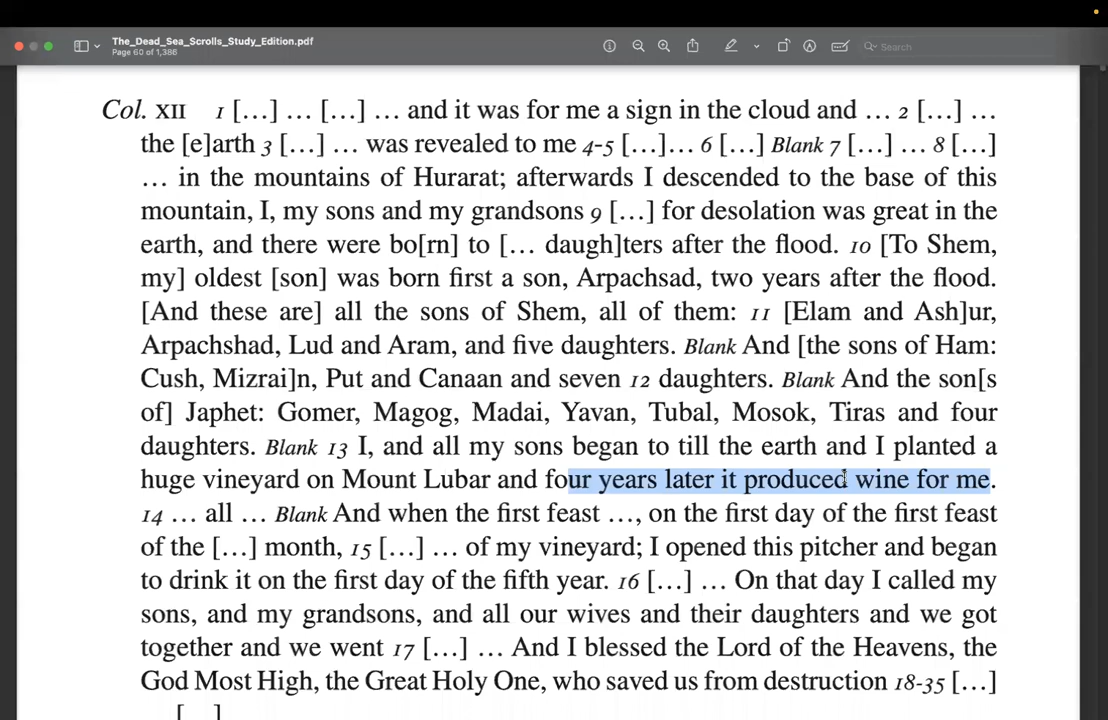 The_Dead_Sea_Scrolls_Study_Edition.pdf
Page 60 of 1,386
Search
Col. XII 1 […] … […] … and it was for me a sign in the cloud and … 2 […] …
the [e]arth 3 […] … was revealed to me 4-5 […]… 6 […] Blank 7 […] … 8 […]
… in the mountains of Hurarat; afterwards I descended to the base of this
mountain, I, my sons and my grandsons 9 […] for desolation was great in the
earth, and there were bo[rn] to [… daugh]ters after the flood. 10 [To Shem,
my] oldest [son] was born first a son, Arpachsad, two years after the flood.
[And these are] all the sons of Shem, all of them: 11 [Elam and Ash]ur,
Arpachshad, Lud and Aram, and five daughters. Blank And [the sons of Ham:
Cush, Mizrai]n, Put and Canaan and seven 12 daughters. Blank And the son[s
of] Japhet: Gomer, Magog, Madai, Yavan, Tubal, Mosok, Tiras and four
daughters. Blank 13 I, and all my sons began to till the earth and I planted a
huge vineyard on Mount Lubar and four years later it produced wine for me.
14 … all … Blank And when the first feast …, on the first day of the first feast
of the […] month, 15 […] … of my vineyard; I opened this pitcher and began
to drink it on the first day of the fifth year. 16 […] … On that day I called my
sons, and my grandsons, and all our wives and their daughters and we got
together and we went 17 […] … And I blessed the Lord of the Heavens, the
God Most High, the Great Holy One, who saved us from destruction 18-35 […]
[…]